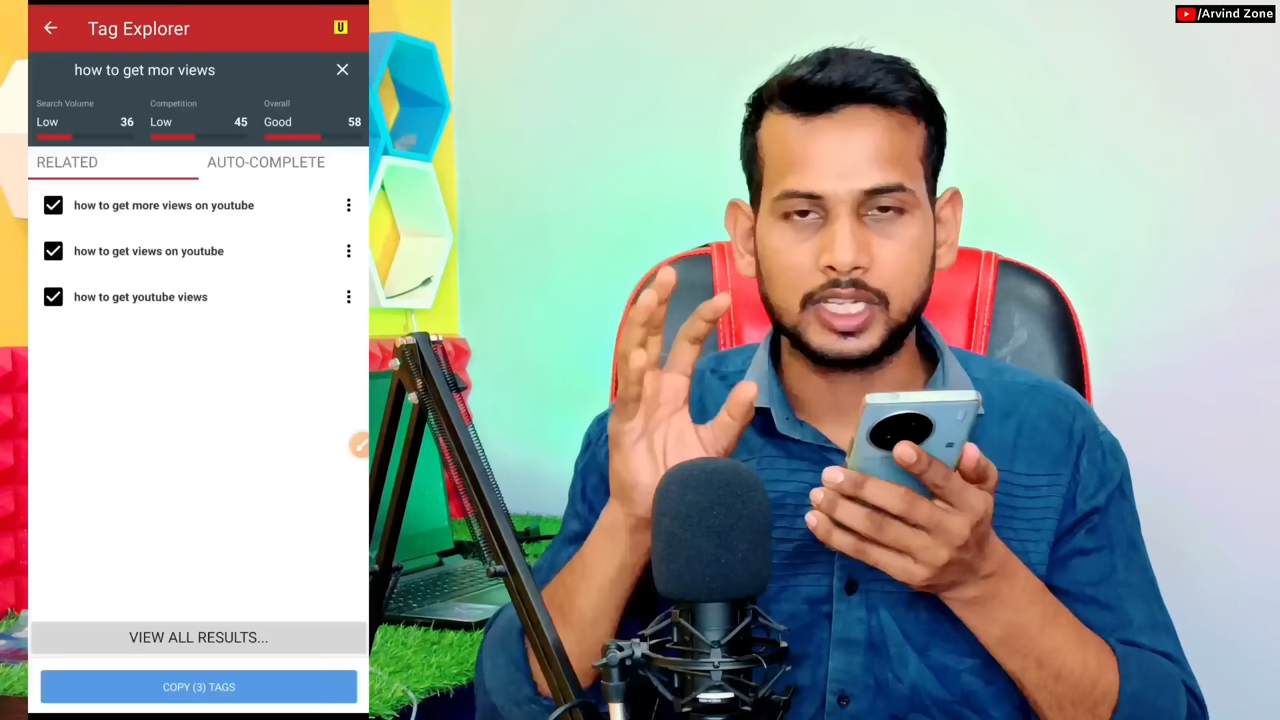 /Arvind Zone
Tag Explorer
U
how to get mor views
Search Volume
Competition
Overall
Low 36
Low 45
Good 58
RELATED
AUTO-COMPLETE
how to get more views on youtube
how to get views on youtube
how to get youtube views
VIEW ALL RESULTS...
COPY (3) TAGS